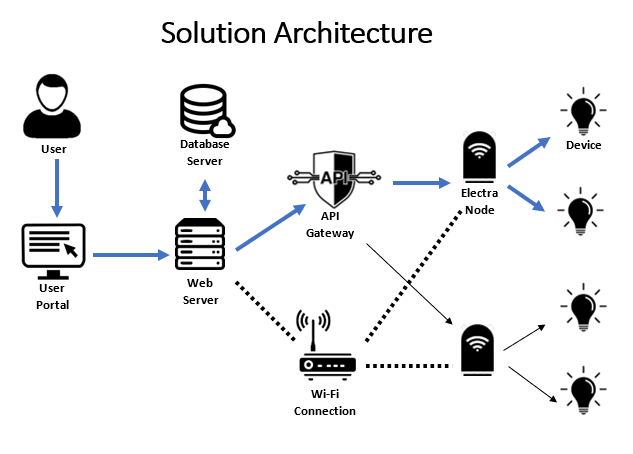 Solution Architecture
User
Database
Server
API
API
Gateway
Electra
Node
Device
User
Portal
Web
Server
Wi-Fi
Connection